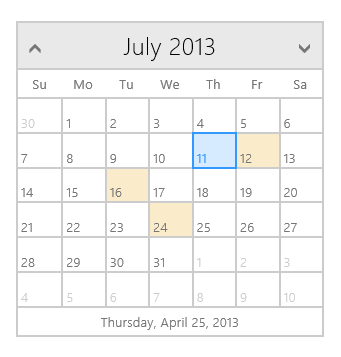 July 2013
Su Mo Tu We Th Fr Sa
30 1 2 3 4 5 6
7 8 9 10 11 12 13
14 15 16 17 18 19 20
21 22 23 24 25 26 27
28 29 30 31 1 2 3
4 5 6 7 8 9 10
Thursday, April 25, 2013